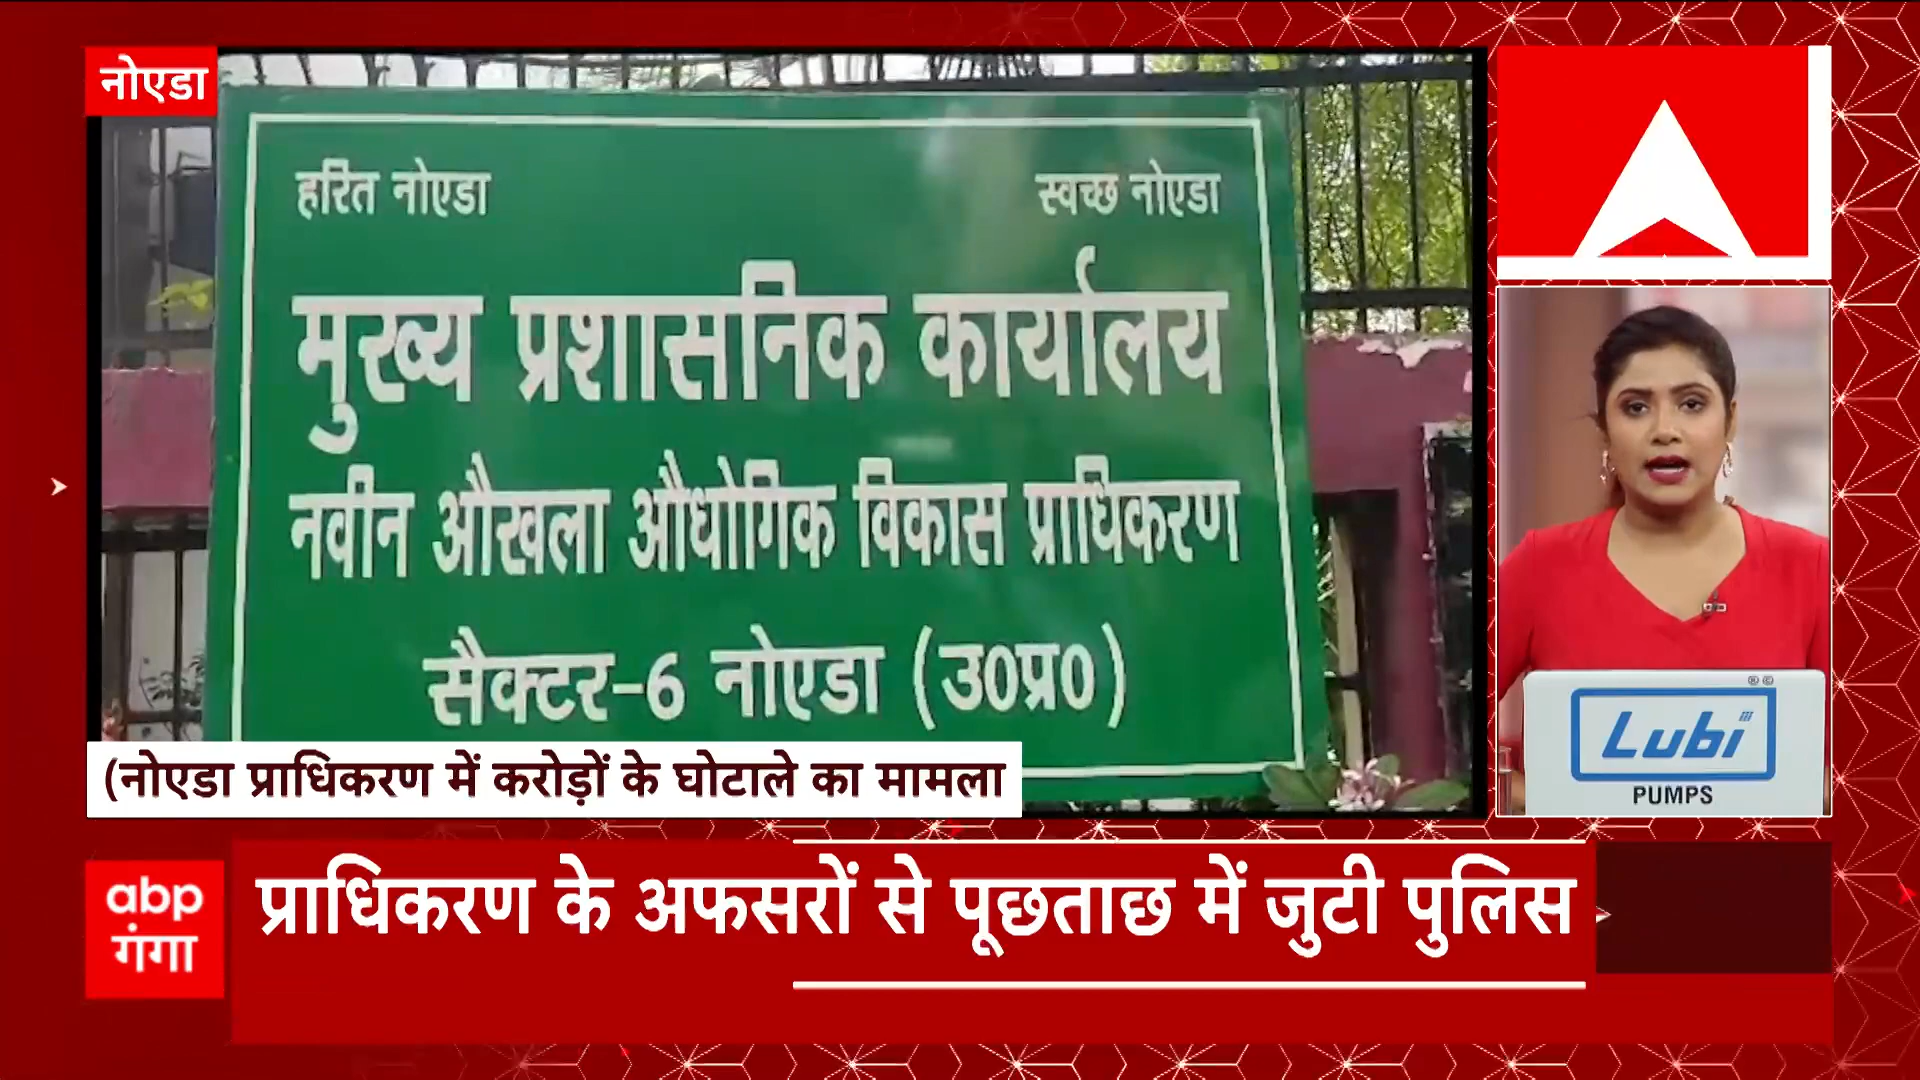 नोएडा
हरित नोएडा
स्वच्छ नोएडा
मुख्य प्रशासनिक कार्यालय
नवीन औखला औधोगिक विकास प्राधिकरण
सैक्टर-6 नोएडा (उ0प्र0)
(नोएडा प्राधिकरण में करोड़ों के घोटाले का मामला
abp
गंगा
प्राधिकरण के अफसरों से पूछताछ में जुटी पुलिस
® ©
Lubi
PUMPS